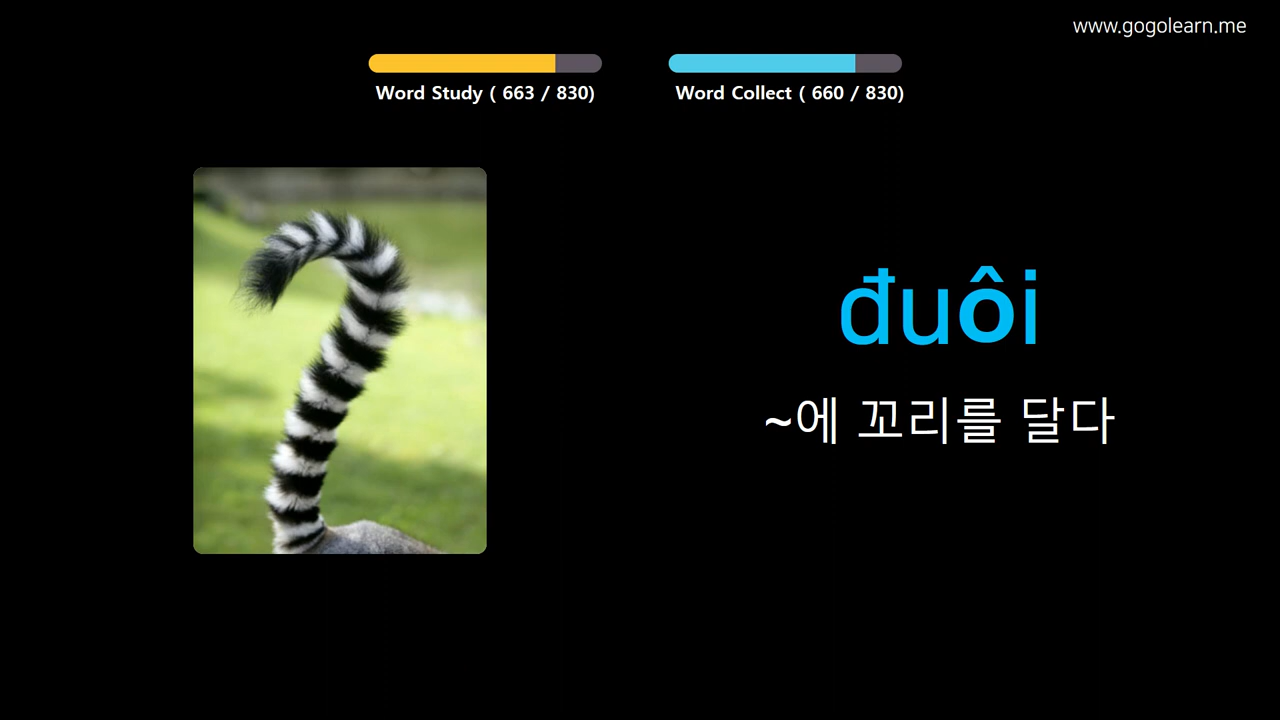 www.gogolearn.me
Word Study ( 663 / 830)
Word Collect ( 660 / 830)
đuôi
~에 꼬리를 달다